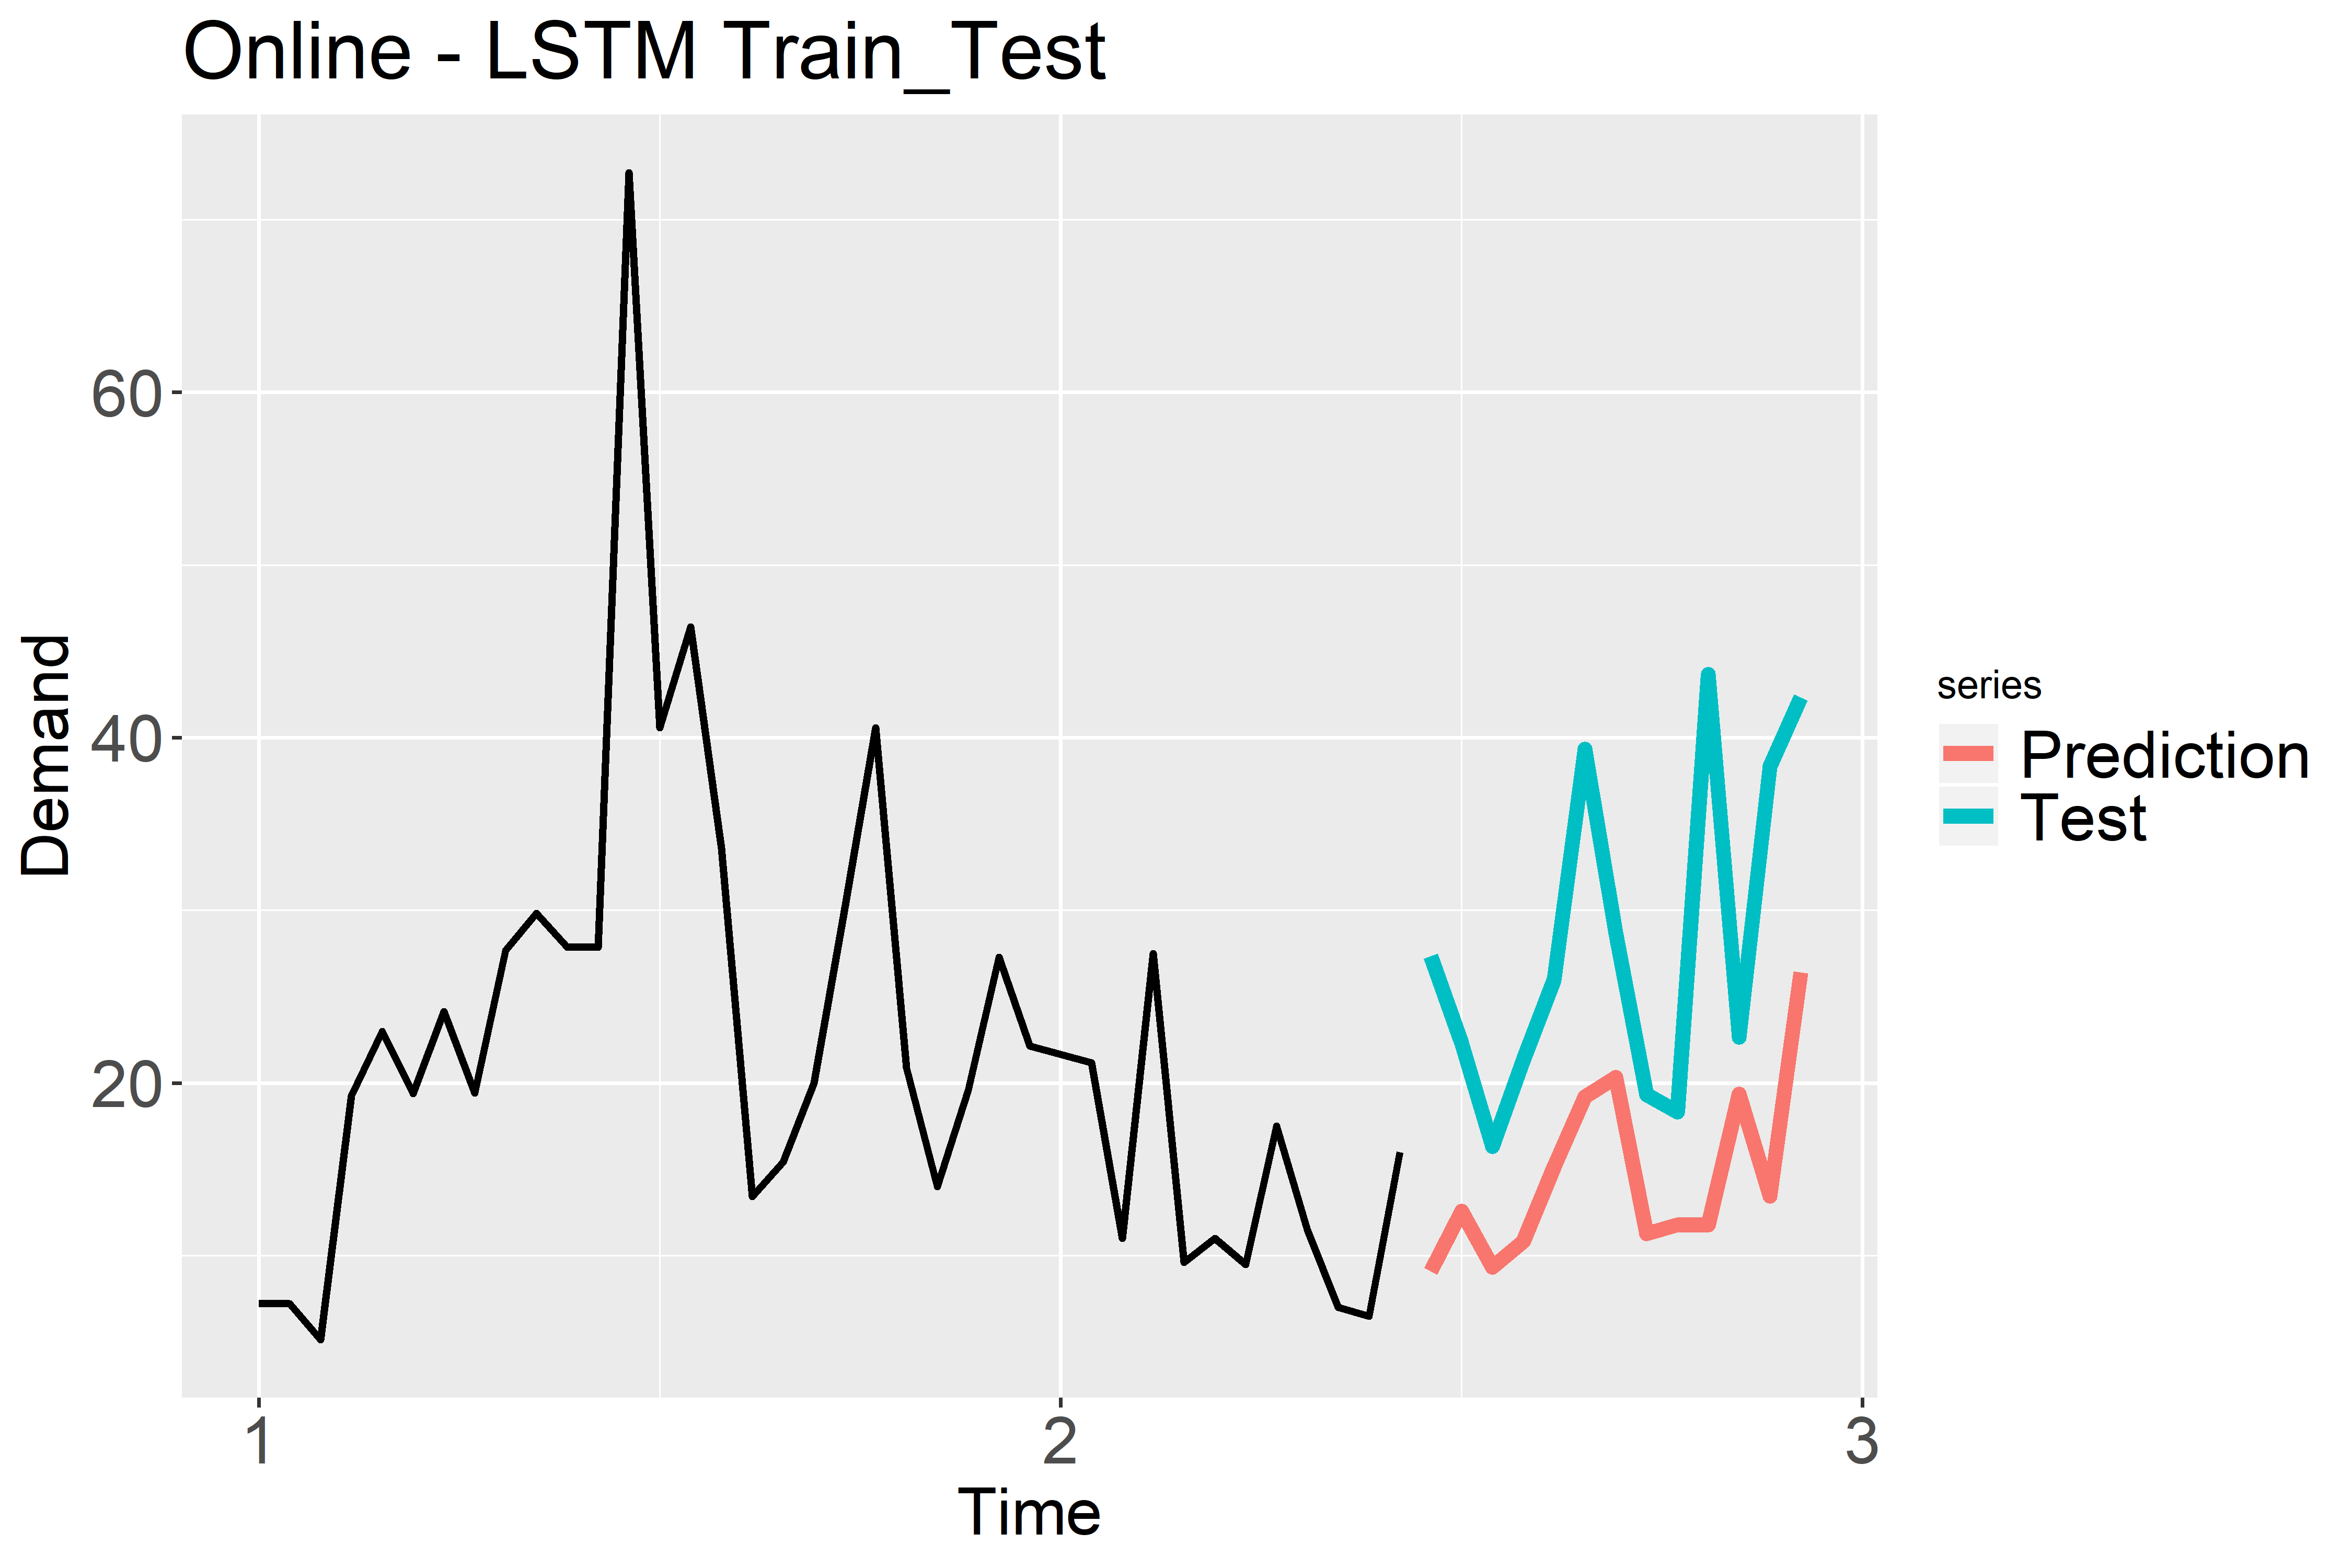 Online - LSTM Train_Test
Demand
60
40
20
1
2
3
Time
series
Prediction
Test